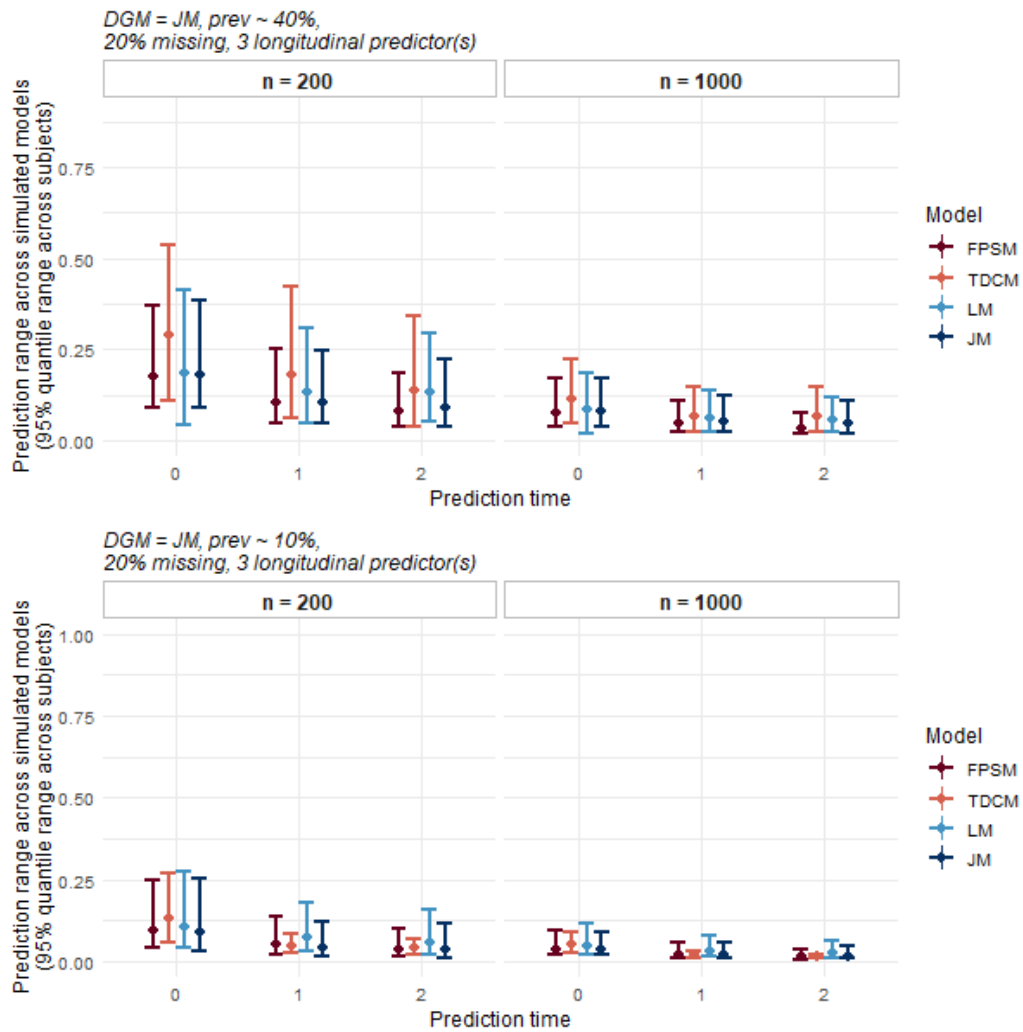 DGM = JM, prev ~ 40%,
20% missing, 3 longitudinal predictor(s)
n = 200
n = 1000
Prediction range across simulated models
(95% quantile range across subjects)
0.75
0.50
0.25
0.00
0 1 2
0 1 2
Prediction time
Model
FPSM
TDCM
LM
JM
DGM = JM, prev ~ 10%,
20% missing, 3 longitudinal predictor(s)
n = 200
n = 1000
Prediction range across simulated models
(95% quantile range across subjects)
1.00
0.75
0.50
0.25
0.00
0 1 2
0 1 2
Prediction time
Model
FPSM
TDCM
LM
JM